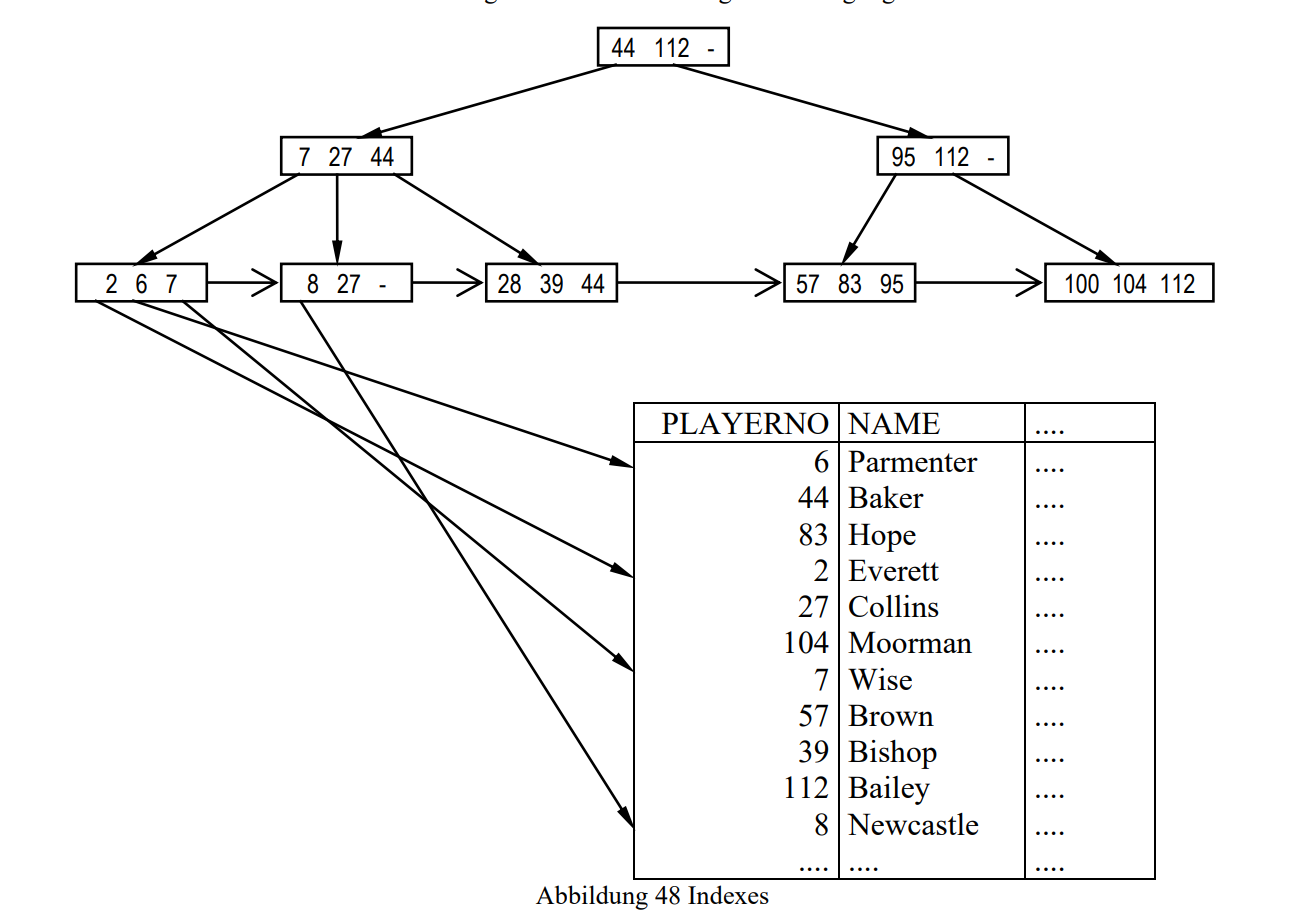 44 112 -
7 27 44
95 112 -
2 6 7
8 27 -
28 39 44
57 83 95
100 104 112
PLAYERNO NAME ....
6 Parmenter ....
44 Baker ....
83 Hope ....
2 Everett ....
27 Collins ....
104 Moorman ....
7 Wise ....
57 Brown ....
39 Bishop ....
112 Bailey ....
8 Newcastle ....
.... .... ....
Abbildung 48 Indexes